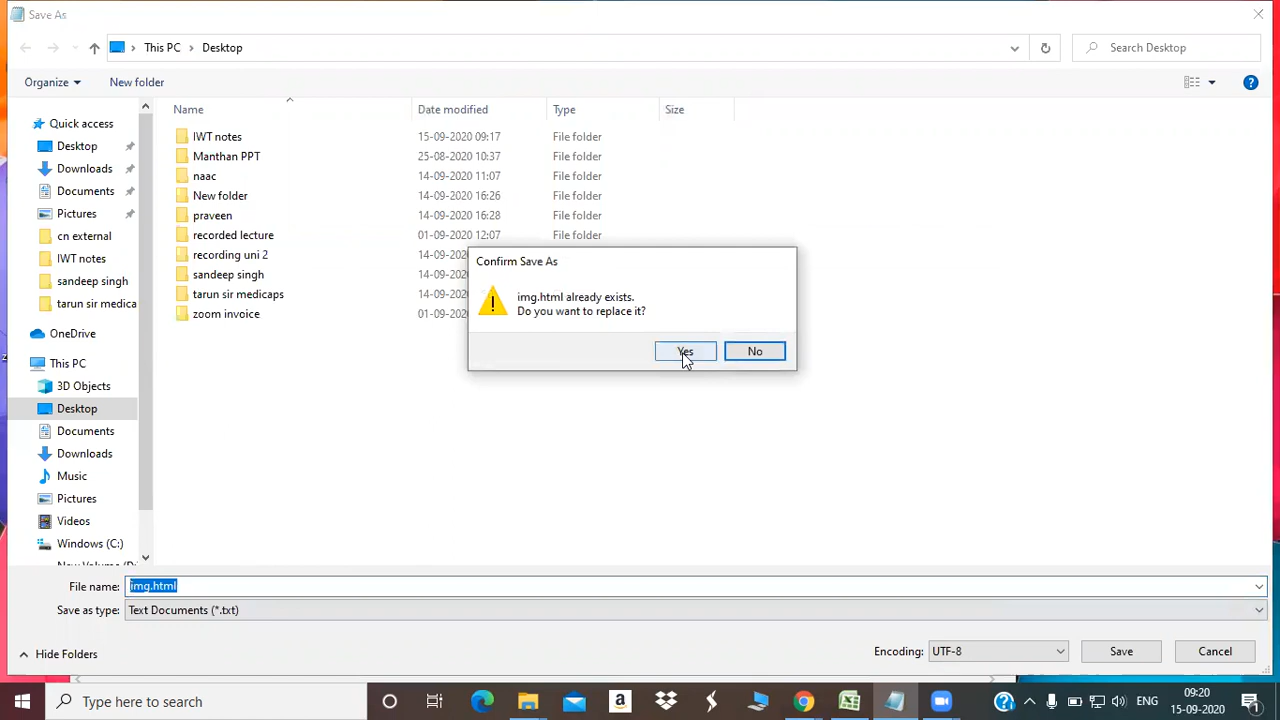 Save As
This PC
Desktop
Search Desktop
Organize
New folder
Name
Date modified
Type
Size
Quick access
Desktop
Downloads
Documents
Pictures
cn external
IWT notes
sandeep singh
tarun sir medica
OneDrive
This PC
3D Objects
Desktop
Documents
Downloads
Music
Pictures
Videos
Windows (C:)
IWT notes 15-09-2020 09:17 File folder
Manthan PPT 25-08-2020 10:37 File folder
naac 14-09-2020 11:07 File folder
New folder 14-09-2020 16:26 File folder
praveen 14-09-2020 16:28 File folder
recorded lecture 01-09-2020 12:07 File folder
recording uni 2 14-09
sandeep singh 14-09
tarun sir medicaps 14-09
zoom invoice 01-09
Confirm Save As
img.html already exists.
Do you want to replace it?
Yes
No
File name: img.html
Save as type: Text Documents (*.txt)
Hide Folders
Encoding: UTF-8
Save
Cancel
Type here to search
ENG
09:20
15-09-2020